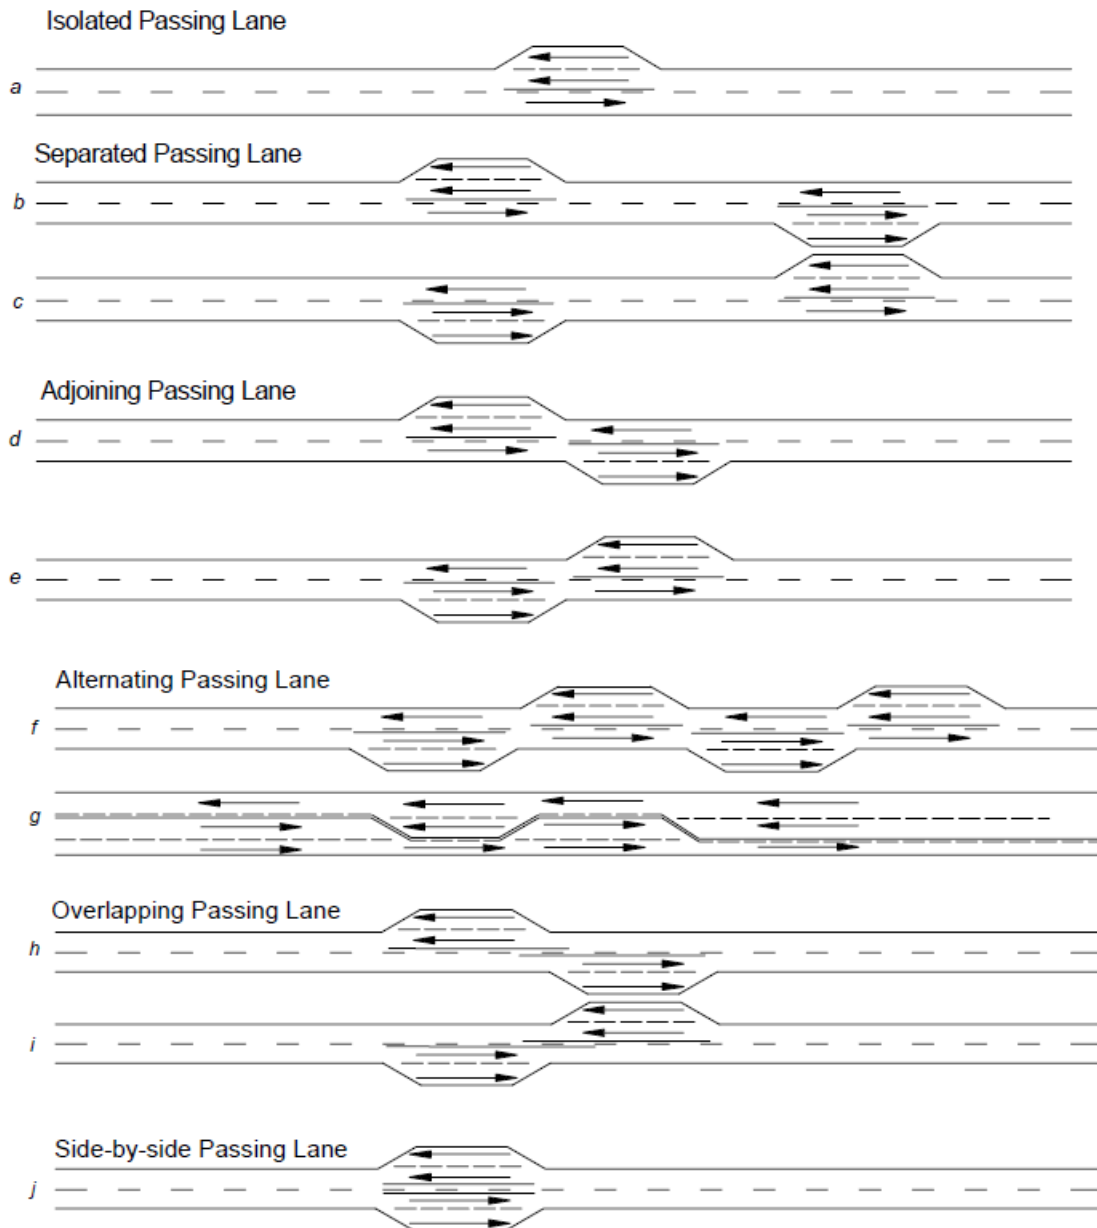 Isolated Passing Lane
a
Separated Passing Lane
b
c
Adjoining Passing Lane
d
e
Alternating Passing Lane
f
g
Overlapping Passing Lane
h
i
Side-by-side Passing Lane
j